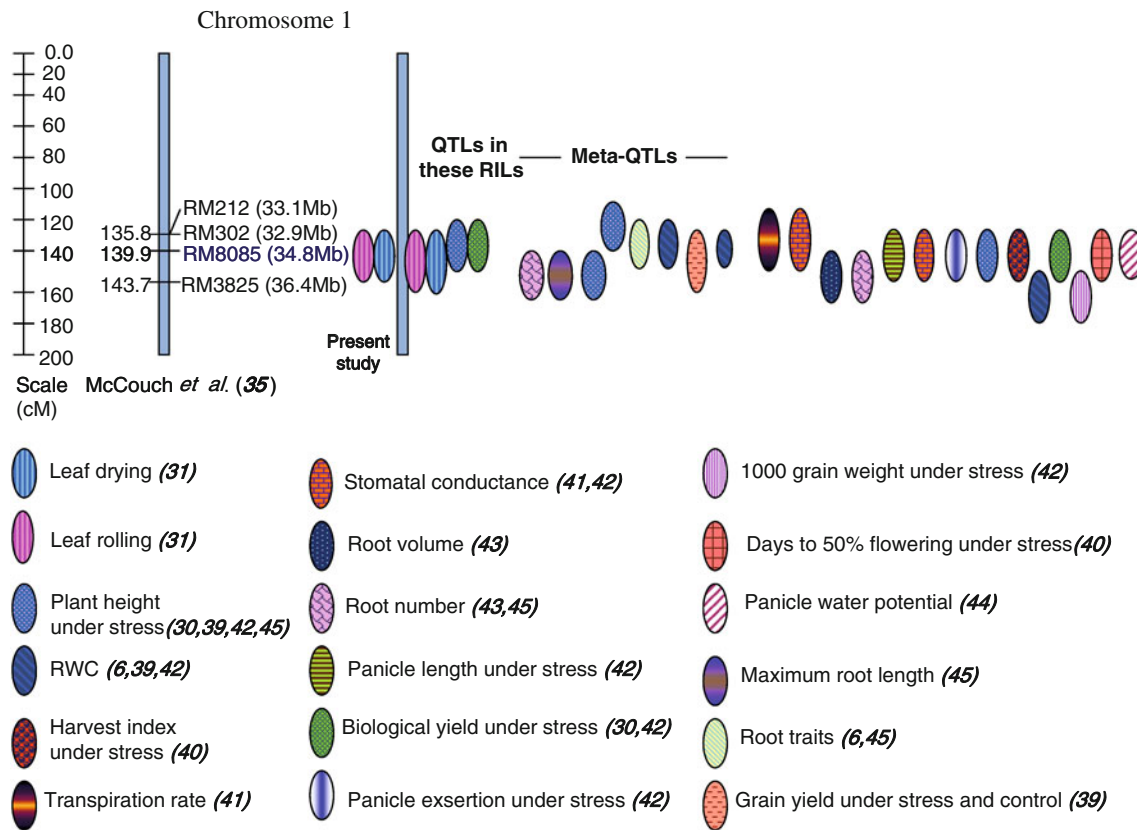 Chromosome 1
0.0
20
40
60
80
100
120
140
160
180
200
Scale
(cM)
McCouch et al. (35)
135.8
139.9
143.7
RM212 (33.1Mb)
RM302 (32.9Mb)
RM8085 (34.8Mb)
RM3825 (36.4Mb)
Present
study
QTLs in
these RILs
Meta-QTLs
Leaf drying (31)
Leaf rolling (31)
Plant height
under stress(30,39,42,45)
RWC (6,39,42)
Harvest index
under stress (40)
Transpiration rate (41)
Stomatal conductance (41,42)
Root volume (43)
Root number (43,45)
Panicle length under stress (42)
Biological yield under stress (30,42)
Panicle exsertion under stress (42)
1000 grain weight under stress (42)
Days to 50% flowering under stress(40)
Panicle water potential (44)
Maximum root length (45)
Root traits (6,45)
Grain yield under stress and control (39)